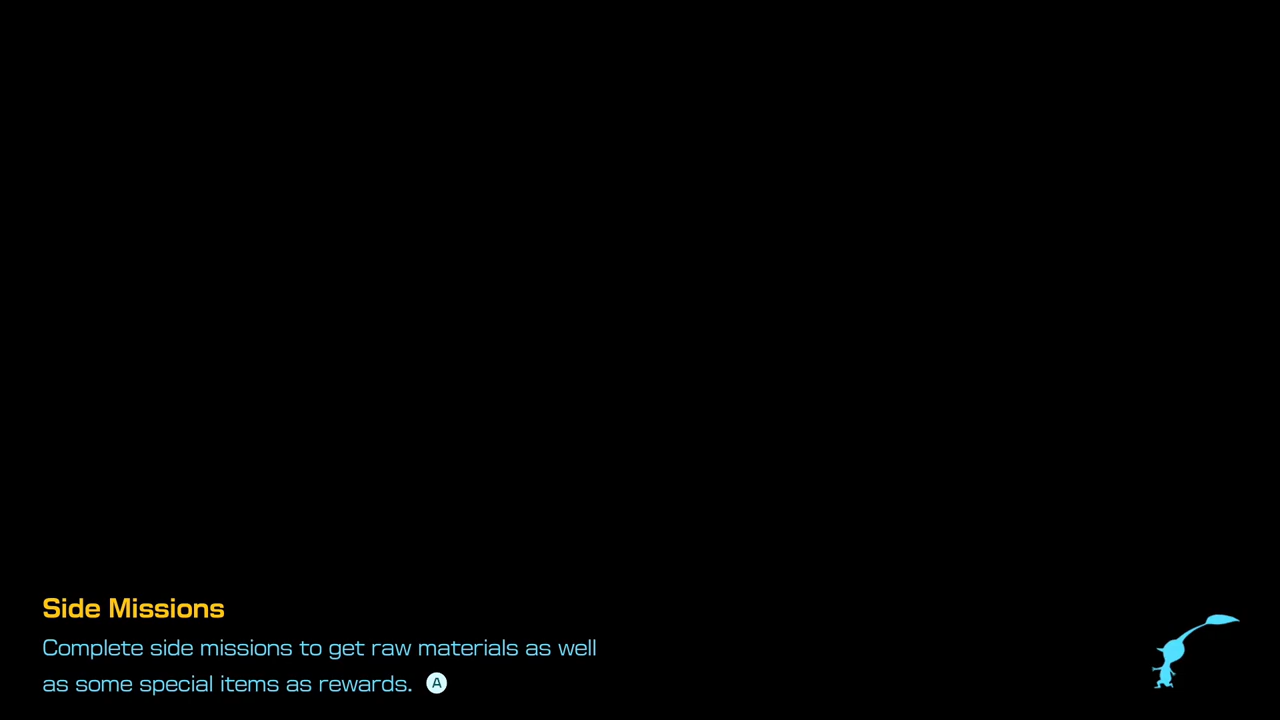 Side Missions
Complete side missions to get raw materials as well
as some special items as rewards. A